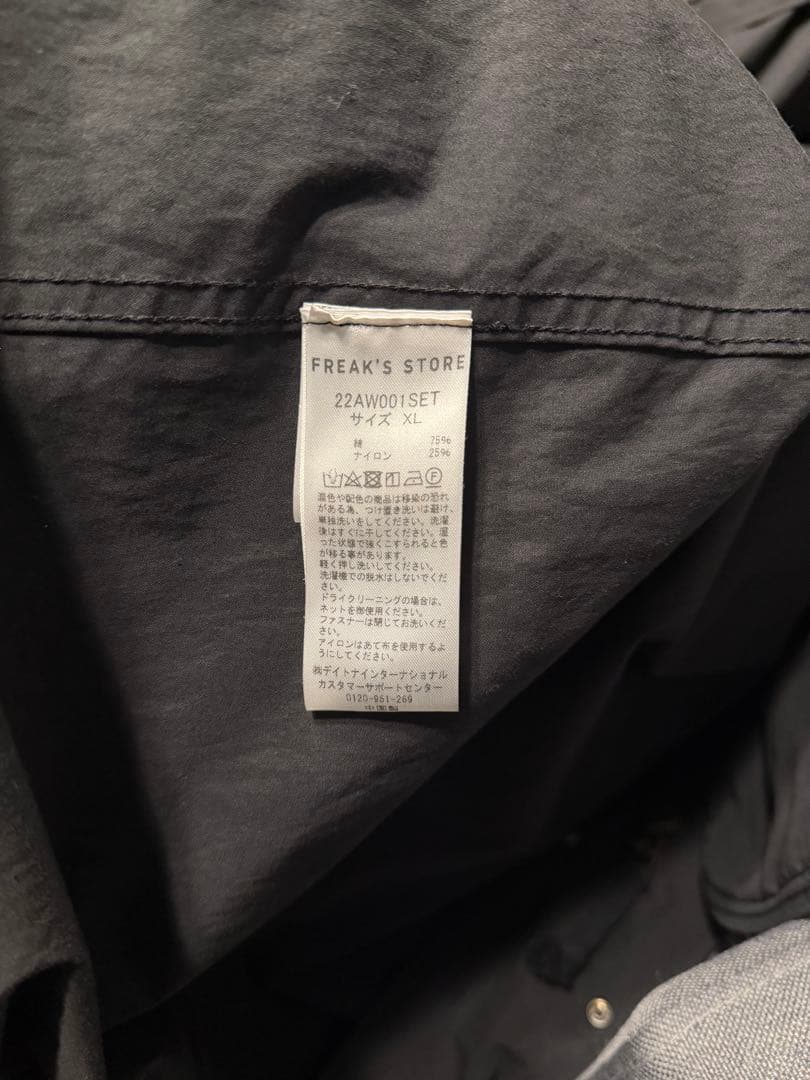 FREAK'S STORE
22AW001SET
サイズ XL
綿 75%
ナイロン 25%
F
混色や配色の商品は移染の恐れ
がある為、つけ置き洗いは避け、
単独洗いをしてください。洗濯
後はすぐに干してください。湿
った状態で強くこすられると色
が移る事があります。
軽く押し洗いしてください。
洗濯機での脱水はしないでくだ
さい。
ドライクリーニングの場合は、
ネットを御使用ください。
ファスナーは閉じてお洗いくだ
さい。
アイロンはあて布を使用するよ
うにしてください。
㈱デイトナインターナショナル
カスタマーサポートセンター
0120-951-269
中国製